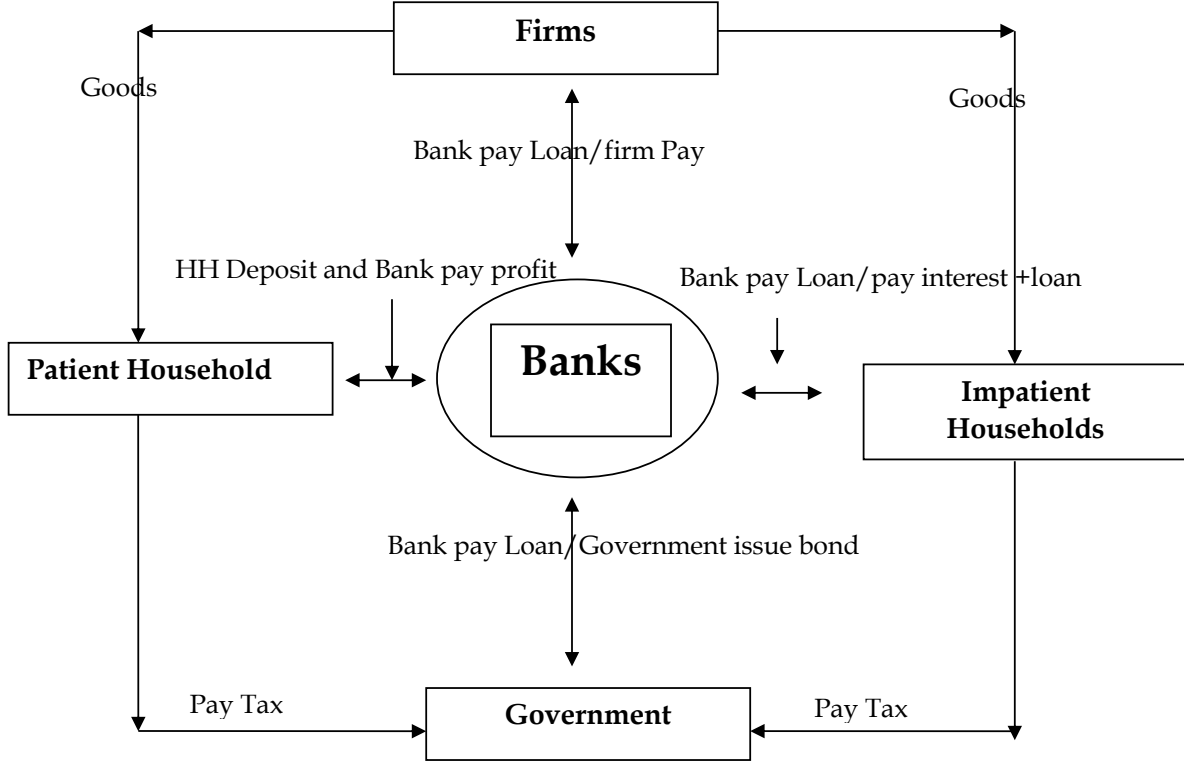 Firms
Goods
Goods
Bank pay Loan/firm Pay
HH Deposit and Bank pay profit
Bank pay Loan/pay interest +loan
Banks
Patient Household
Impatient
Households
Bank pay Loan/Government issue bond
Pay Tax
Government
Pay Tax